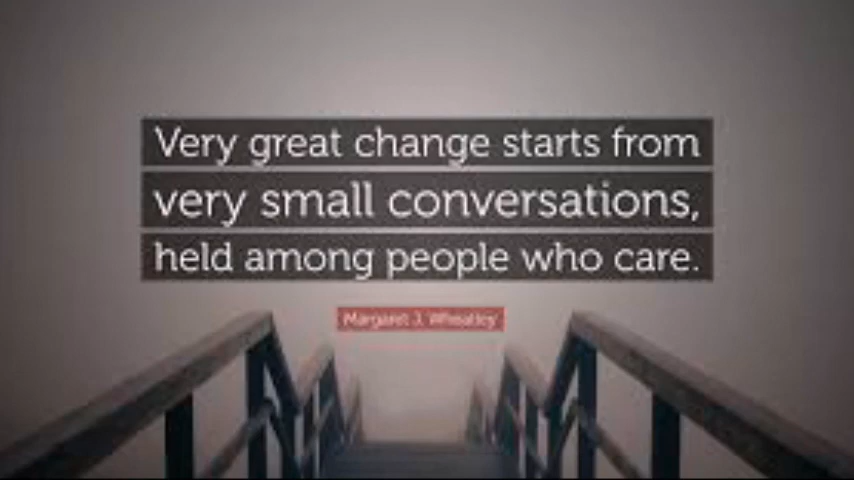 Very great change starts from
very small conversations,
held among people who care.
Margaret J. Wheatley